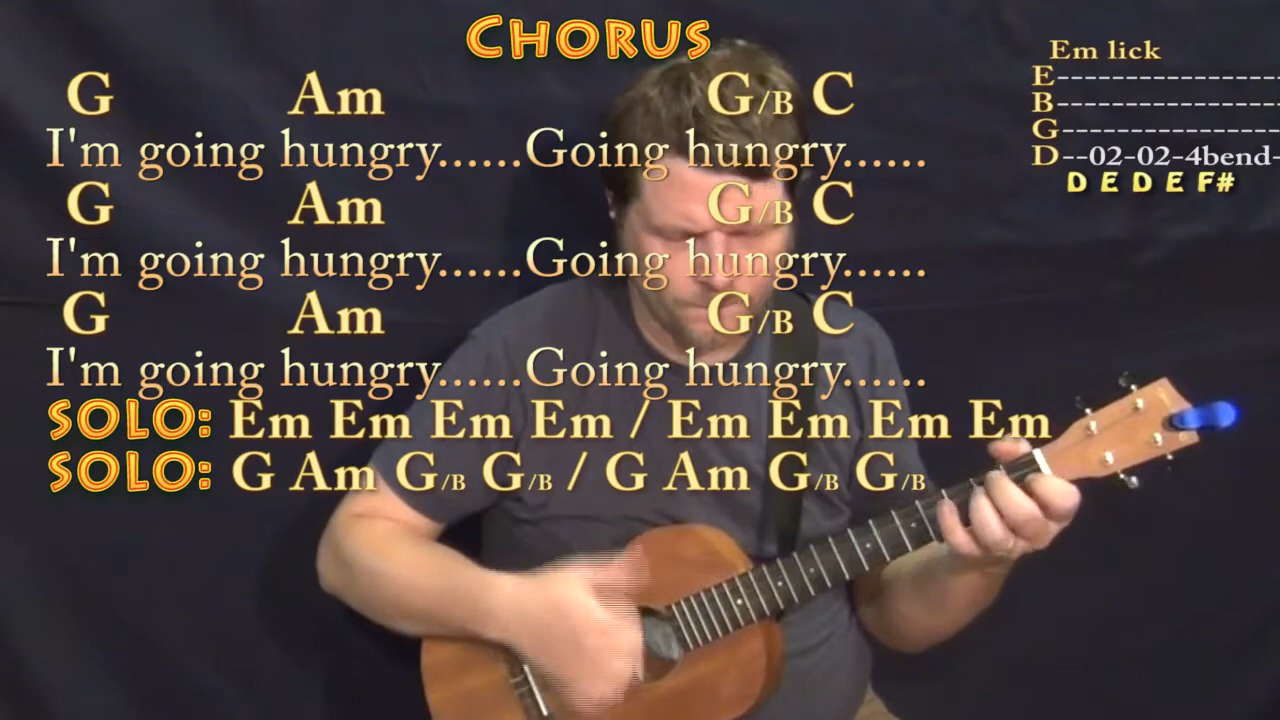 CHORUS
G Am G/B C
I'm going hungry......Going hungry......
G Am G/B C
I'm going hungry......Going hungry......
G Am G/B C
I'm going hungry......Going hungry......
SOLO: Em Em Em Em / Em Em Em Em
SOLO: G Am G/B G/B / G Am G/B G/B
Em lick
E---------------
B---------------
G---------------
D--02-02-4bend-
D E D E F#